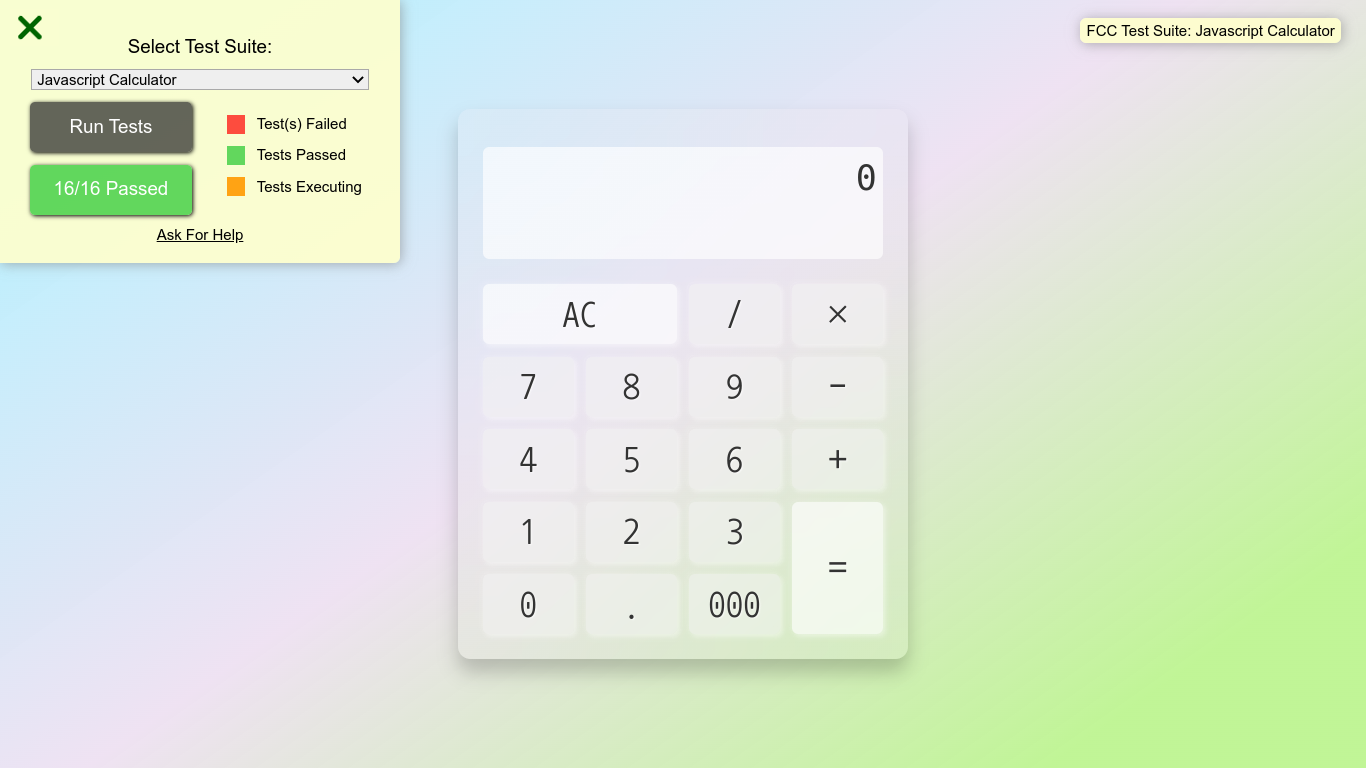 Select Test Suite:
Javascript Calculator
Run Tests
16/16 Passed
Test(s) Failed
Tests Passed
Tests Executing
Ask For Help
FCC Test Suite: Javascript Calculator
0
AC / ×
7 8 9 −
4 5 6 +
1 2 3
=
0 . 000